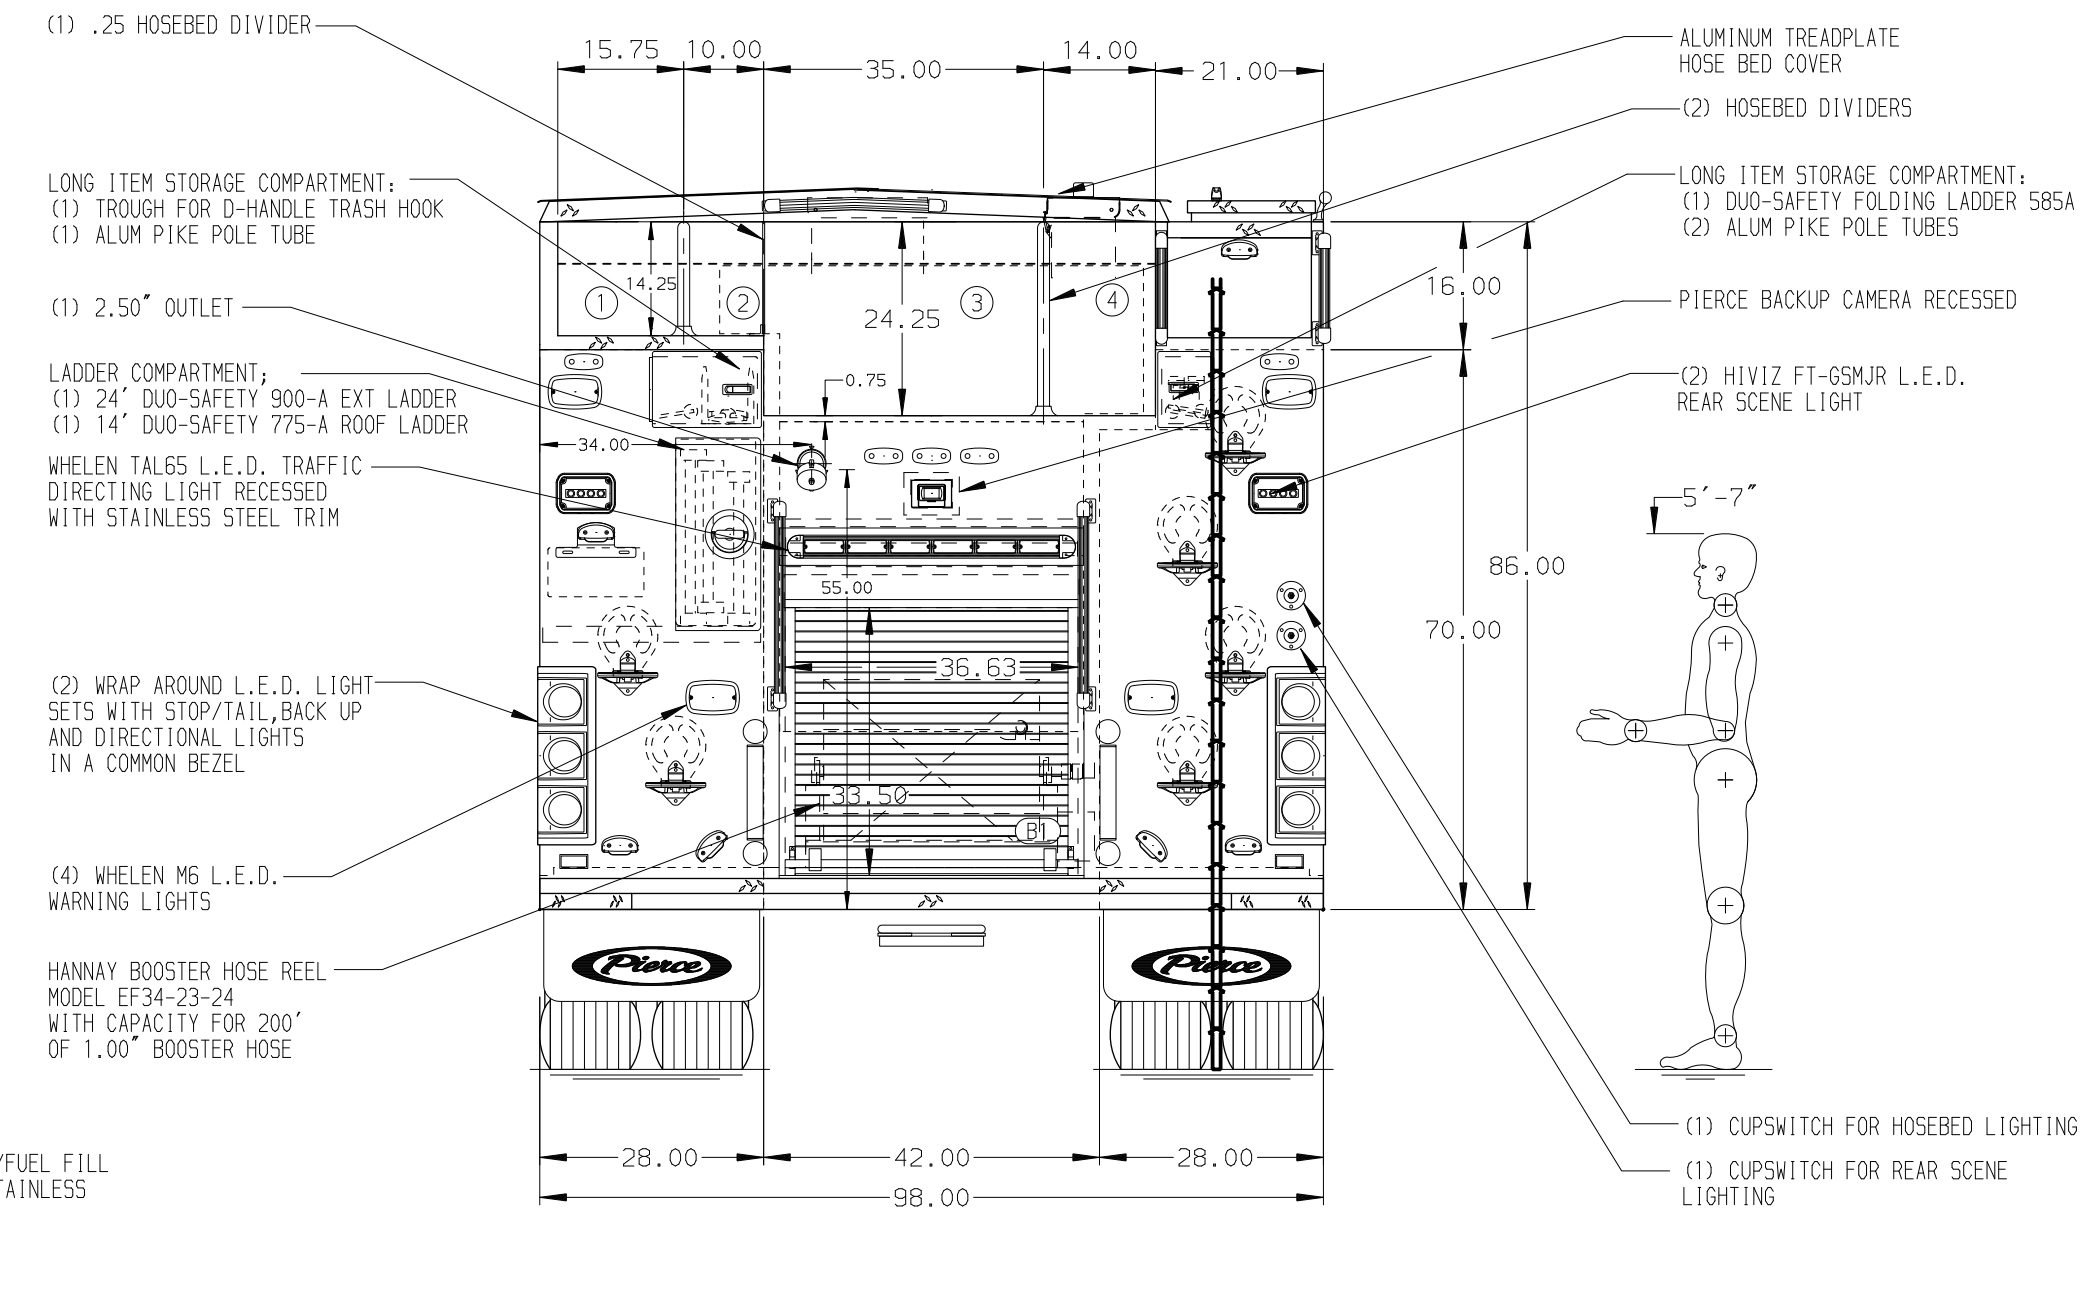 (1) .25 HOSEBED DIVIDER
LONG ITEM STORAGE COMPARTMENT:
(1) TROUGH FOR D-HANDLE TRASH HOOK
(1) ALUM PIKE POLE TUBE
(1) 2.50" OUTLET
LADDER COMPARTMENT;
(1) 24' DUO-SAFETY 900-A EXT LADDER
(1) 14' DUO-SAFETY 775-A ROOF LADDER
WHELEN TAL65 L.E.D. TRAFFIC
DIRECTING LIGHT RECESSED
WITH STAINLESS STEEL TRIM
(2) WRAP AROUND L.E.D. LIGHT
SETS WITH STOP/TAIL,BACK UP
AND DIRECTIONAL LIGHTS
IN A COMMON BEZEL
(4) WHELEN M6 L.E.D.
WARNING LIGHTS
HANNAY BOOSTER HOSE REEL
MODEL EF34-23-24
WITH CAPACITY FOR 200'
OF 1.00" BOOSTER HOSE
/FUEL FILL
TAINLESS
15.75
10.00
35.00
14.00
21.00
14.25
1
2
3
4
24.25
16.00
0.75
34.00
55.00
86.00
70.00
36.63
33.50
B1
Pierce
Pierce
28.00
42.00
28.00
98.00
ALUMINUM TREADPLATE
HOSE BED COVER
(2) HOSEBED DIVIDERS
LONG ITEM STORAGE COMPARTMENT:
(1) DUO-SAFETY FOLDING LADDER 585A
(2) ALUM PIKE POLE TUBES
PIERCE BACKUP CAMERA RECESSED
(2) HIVIZ FT-GSMJR L.E.D.
REAR SCENE LIGHT
5'-7"
(1) CUPSWITCH FOR HOSEBED LIGHTING
(1) CUPSWITCH FOR REAR SCENE
LIGHTING